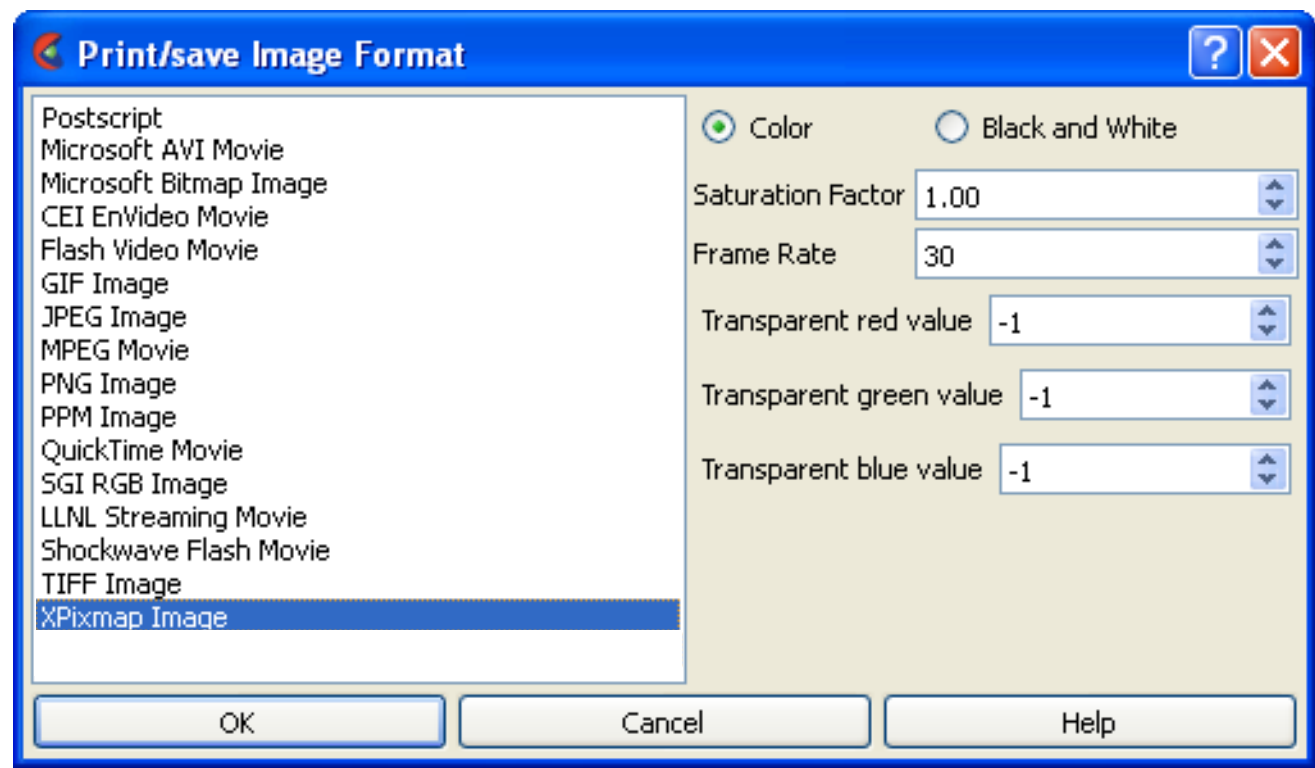 Print/save Image Format
Postscript
Microsoft AVI Movie
Microsoft Bitmap Image
CEI EnVideo Movie
Flash Video Movie
GIF Image
JPEG Image
MPEG Movie
PNG Image
PPM Image
QuickTime Movie
SGI RGB Image
LLNL Streaming Movie
Shockwave Flash Movie
TIFF Image
XPixmap Image
Color Black and White
Saturation Factor 1.00
Frame Rate 30
Transparent red value -1
Transparent green value -1
Transparent blue value -1
OK Cancel Help